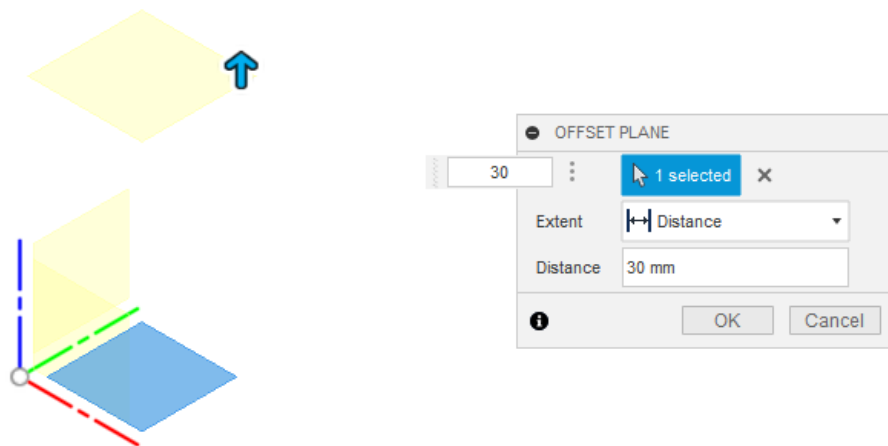 OFFSET PLANE
30
1 selected
Extent
Distance
Distance
30 mm
OK
Cancel